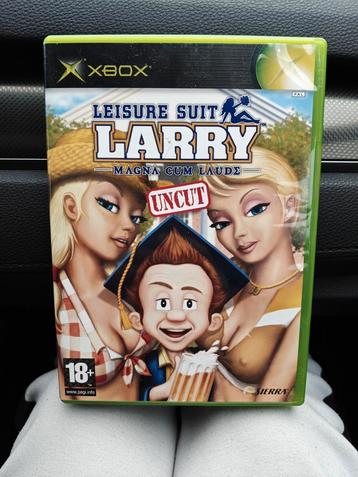 XBOX
PAL
LEISURE SUIT
LARRY
MAGNA CUM LAUDE
UNCUT
18+
www.pegi.info
SIERRA